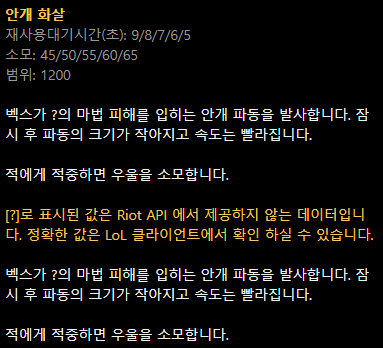 안개 화살
재사용대기시간(초): 9/8/7/6/5
소모: 45/50/55/60/65
범위: 1200
벡스가 ?의 마법 피해를 입히는 안개 파동을 발사합니다. 잠
시 후 파동의 크기가 작아지고 속도는 빨라집니다.
적에게 적중하면 우울을 소모합니다.
[?]로 표시된 값은 Riot API 에서 제공하지 않는 데이터입니
다. 정확한 값은 LoL 클라이언트에서 확인 하실 수 있습니다.
벡스가 ?의 마법 피해를 입히는 안개 파동을 발사합니다. 잠
시 후 파동의 크기가 작아지고 속도는 빨라집니다.
적에게 적중하면 우울을 소모합니다.